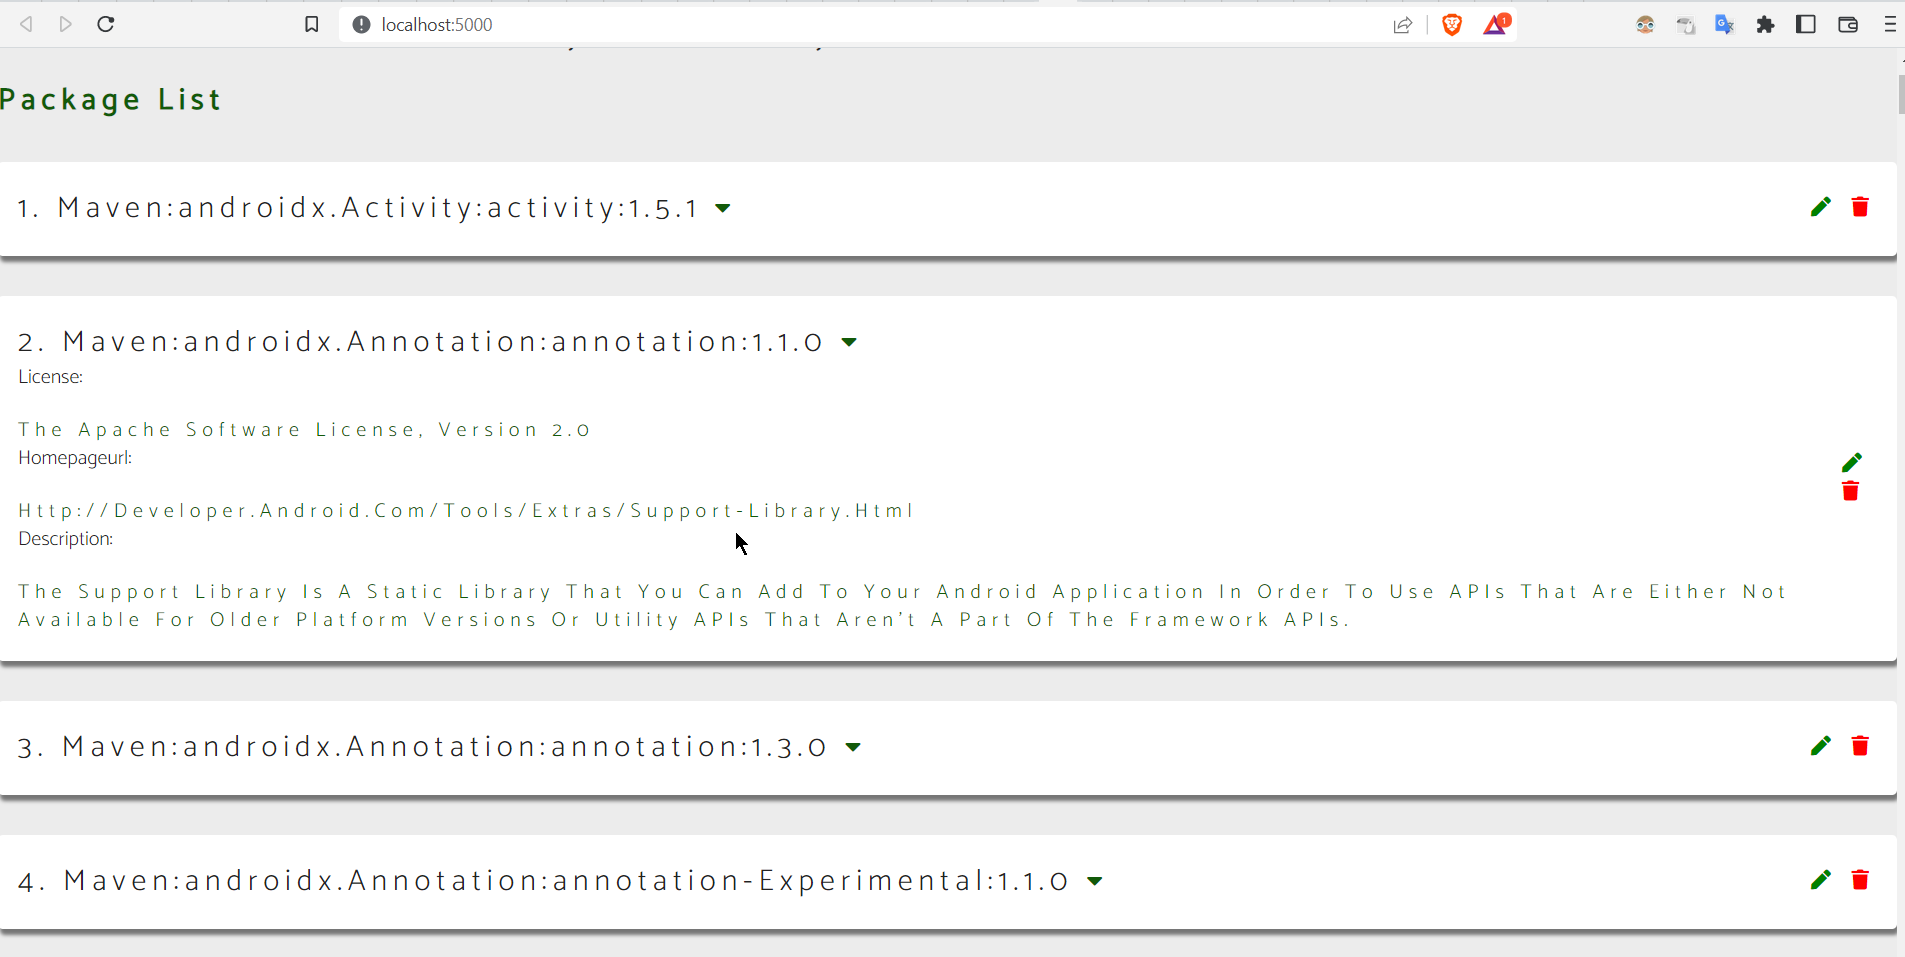 localhost:5000
1
Package List
1. Maven:androidx.Activity:activity:1.5.1
2. Maven:androidx.Annotation:annotation:1.1.0
License:
The Apache Software License, Version 2.0
Homepageurl:
Http://Developer.Android.Com/Tools/Extras/Support-Library.Html
Description:
The Support Library Is A Static Library That You Can Add To Your Android Application In Order To Use APIs That Are Either Not
Available For Older Platform Versions Or Utility APIs That Aren't A Part Of The Framework APIs.
3. Maven:androidx.Annotation:annotation:1.3.0
4. Maven:androidx.Annotation:annotation-Experimental:1.1.0